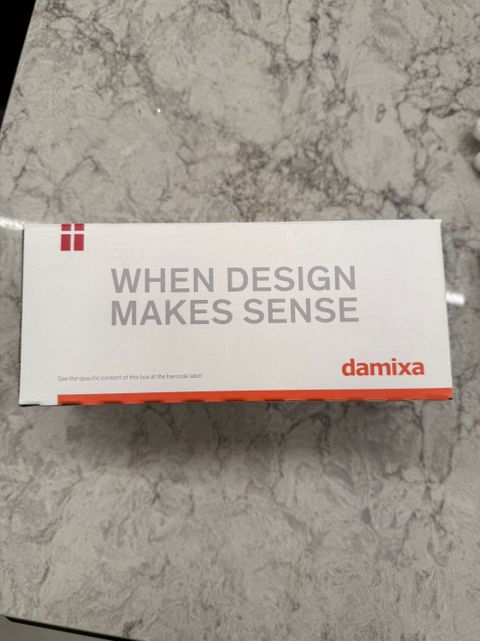 WHEN DESIGN
MAKES SENSE
See the specific content of this box at the barcode label
damixa